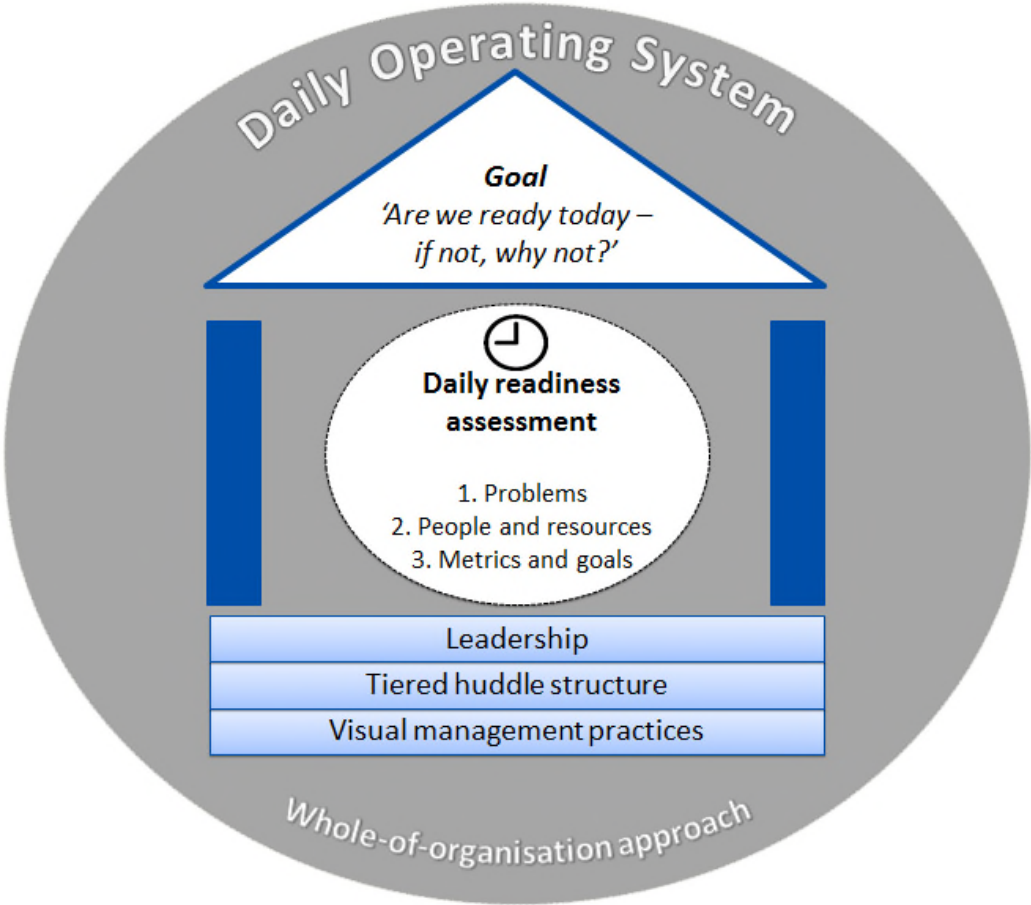 Daily Operating System
Goal
‘Are we ready today –
if not, why not?’
Daily readiness
assessment
1. Problems
2. People and resources
3. Metrics and goals
Leadership
Tiered huddle structure
Visual management practices
Whole-of-organisation approach